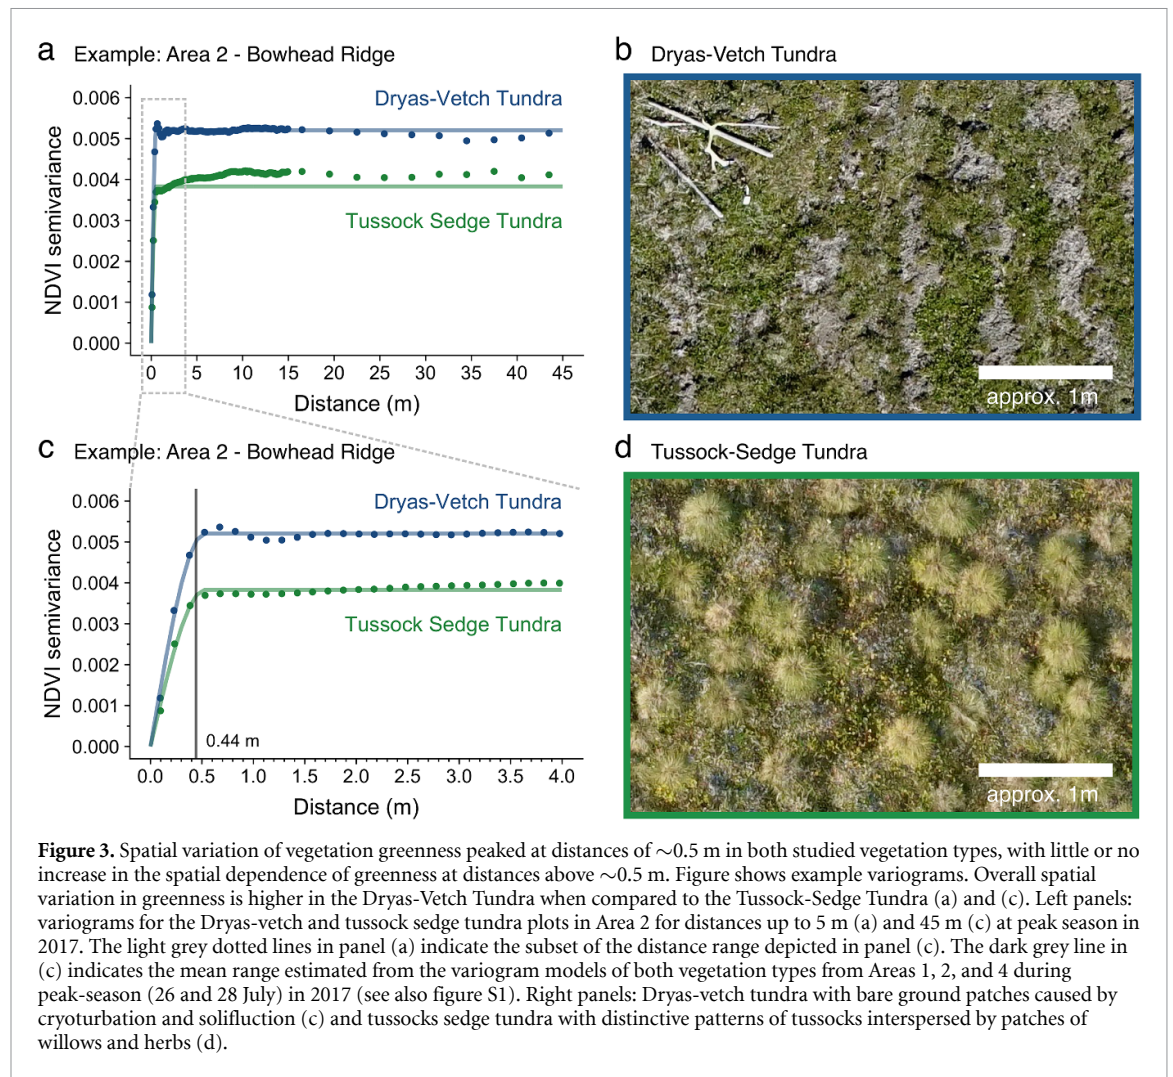 a Example: Area 2 - Bowhead Ridge
0.006
0.005
0.004
0.003
0.002
0.001
0.000
NDVI semivariance
Dryas-Vetch Tundra
Tussock Sedge Tundra
0 5 10 15 20 25 30 35 40 45
Distance (m)
b Dryas-Vetch Tundra
approx. 1m
c Example: Area 2 - Bowhead Ridge
0.006
0.005
0.004
0.003
0.002
0.001
0.000
NDVI semivariance
Dryas-Vetch Tundra
Tussock Sedge Tundra
0.44 m
0.0 0.5 1.0 1.5 2.0 2.5 3.0 3.5 4.0
Distance (m)
d Tussock-Sedge Tundra
approx. 1m
Figure 3. Spatial variation of vegetation greenness peaked at distances of ∼0.5 m in both studied vegetation types, with little or no
increase in the spatial dependence of greenness at distances above ∼0.5 m. Figure shows example variograms. Overall spatial
variation in greenness is higher in the Dryas-Vetch Tundra when compared to the Tussock-Sedge Tundra (a) and (c). Left panels:
variograms for the Dryas-vetch and tussock sedge tundra plots in Area 2 for distances up to 5 m (a) and 45 m (c) at peak season in
2017. The light grey dotted lines in panel (a) indicate the subset of the distance range depicted in panel (c). The dark grey line in
(c) indicates the mean range estimated from the variogram models of both vegetation types from Areas 1, 2, and 4 during
peak-season (26 and 28 July) in 2017 (see also figure S1). Right panels: Dryas-vetch tundra with bare ground patches caused by
cryoturbation and solifluction (c) and tussocks sedge tundra with distinctive patterns of tussocks interspersed by patches of
willows and herbs (d).